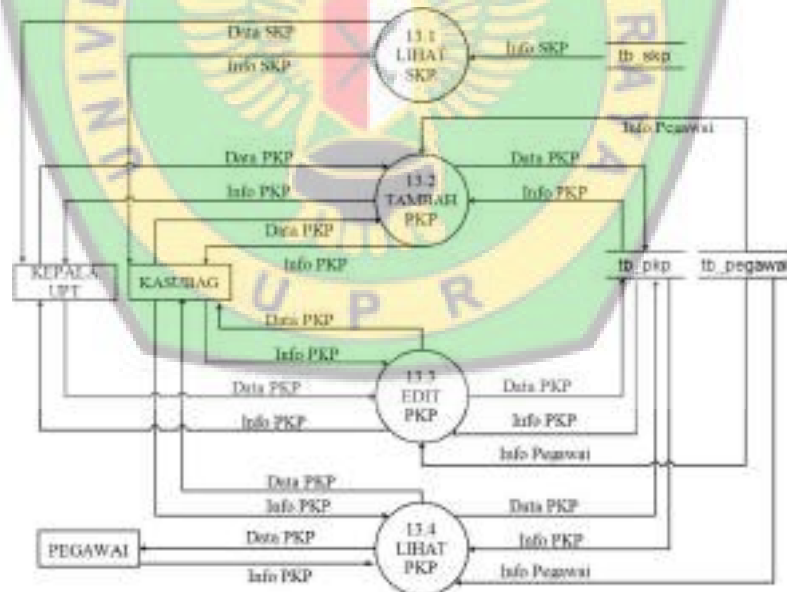 Data SKP
13.1
LIHAT
SKP
Info SKP
tb_skp
Info SKP
Info Pegawai
Data PKP
13.2
TAMBAH
PKP
Data PKP
Info PKP
Info PKP
Data PKP
Info PKP
KEPALA
UPT
KASUBAG
tb_pkp
tb_pegawai
UPR
Data PKP
Info PKP
13.3
EDIT
PKP
Data PKP
Data PKP
Info PKP
Info PKP
Info Pegawai
Data PKP
Info PKP
13.4
LIHAT
PKP
Data PKP
PEGAWAI
Data PKP
Info PKP
Info PKP
Info Pegawai